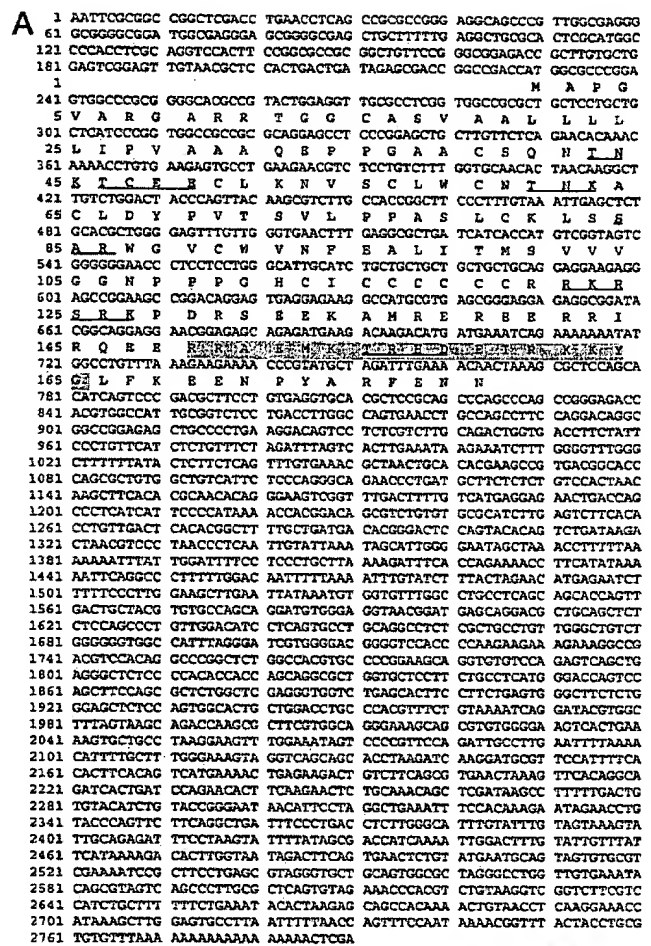 A
1 AATTCGCGGC CGGCTCGACC TGAACCTCAG CCGCGCCGGG AGGCAGCCCG TTGGCGAGGG
61 GCGGGGCGGA TGGCGAGGGA GCGGGGCGAG GCTGCTTTTT AGGCTGCGCA CTCGCATGGC
121 CCCACCTCGC AGGTCCACTT CGGCGCGCCG GGCTGTTCCG GGCGGAGACC GCTTGTGCTG
181 GAGTCGGAGT TGTAACGCTC CACTGACTGA TAGAGCGACC GGCCGACCAT GGCGCCCGGA
1 M A P G
241 GTGGCCCGCG GGGCACGCCG TACTGGAGGT TGCGCCTCGG TGGCCGCGCT GCTCCTGCTG
5 V A R G A R R T G G C A S V A A L L L L
301 CTCATCCCGG TGGCCGCCGC GCAGGAGCCT CCCGGAGCTG CTTGTTCTCA GAACACAAAC
25 L I P V A A A Q E P P G A A C S Q N T N
361 AAAACCTGTG AAGAGTGCCT GAAGAACGTC TCCTGTCTTT GGTGCAACAC TAACAAGGCT
45 K T C E E C L K N V S C L W C N T N K A
421 TGTCTGGACT ACCCAGTTAC AAGCGTCTTG CCACCGGCTT CCCTTTGTAA ATTGAGCTCT
65 C L D Y P V T S V L P P A S L C K L S S
481 GCACGCTGGG GAGTTTGTTG GGTGAACTTT GAGGCGCTGA TCATCACCAT GTCGGTAGTC
85 A R W G V C W V N P E A L I T M S V V V
541 GGGGGGAACC CTCCTCCTGG GCATTGCATC TGCTGCTGCT GCTGCTGCAG GAGGAAGAGG
105 G G N P P P G H C I C C C C C R R K R
601 AGCCGGAAGC CGGACAGGAG TGAGGAGAAG GCCATGCGTG AGCGGGAGGA GAGGCGGATA
125 S R K P D R S E E K A M R E R E E R R I
661 CGGCAGGAGG AACGGAGAGC AGAGATGAAG ACAAGACATG ATGAAATCAG AAAAAAATAT
145 R Q E E R R A E M K T R H D E I R K K Y
721 GGCCTGTTTA AAGAAGAAAA CCCGTATGCT AGATTTGAAA ACAACTAAAG CGCTCCAGCA
165 G L F K E E N P Y A R F E N N
781 CATCAGTCCC GACGCTTCCT GTGAGGTGCA CGCTCCGCAG CCCAGCCCAG CCGGGAGACC
841 ACGTGGCCAT TGCGGTCTCC TGACCTTGGC CAGTGAACCT GCCAGCCTTC CAGGACAGGC
901 GGCCGGAGAG CTGCCCCTGA AGGACAGTCC TCTCGTCTTG CAGACTGGTG ACCTTCTATT
961 CCCTGTTCAT CTCTGTTTCT AGATTTAGTC ACTTGAAATA AGAAATCTTT GGGGTTTGGG
1021 CTTTTTTATA CTCTTCTCAG TTTGTGAAAC GCTAACTGCA CACGAAGCCG TGACGGCACC
1081 CAGCGCTGTG GCTGTCATTC TCCCAGGGCA GAACCCTGAT GCTTCTCTCT GTCCACTAAC
1141 AAGCTTCACA CGCAACACAG GGAAGTCGGT TTGACTTTTG TCATGAGGAG AACTGACCAG
1201 CCCTCATCAT TCCCCATAAA AACCACGGACA GCGTCTGTGT GCGCATCTTG AGTCTTCACA
1261 CCTGTTGACT CACACGGCTT TTGCTGATGA CACGGGACTC CAGTACACAG TCTGATAAGA
1321 CTAACGTCCC TAACCCTCAA TTGTATTAAA TAGCATTGGG GAATAGCTAA ACCTTTTTAA
1381 AAAAATTTAT TGGATTTTCC TCCCTGCTTA AAAGATTTCA CCAGAAAACC TTCATATAAA
1441 AATTCAGGCC CTTTTTGGAC AATTTTTAAA ATTTGTATCT TTACTAGAAC ATGAGAATCT
1501 TTTTCCCTTG GAAGCTTGAA TTATAAATGT GGTGTTTGGC CTGCCTCAGC AGCACCAGTT
1561 GACTGCTACG TGTGCCAGCA GGATGTGGGA GGTAACGGAT GAGCAGGACG CTGCAGCTCT
1621 CTCCAGCCCT GTTGGACATC CTCAGTGCCT GCAGGCCTCT CGCTGCCTGT TGGGCTGTCT
1681 GGGGGGTGGC CATTTAGGGA TCGTGGGGAC GGGGTCCACC CCAAGAAGAA AGAAAGGCCG
1741 ACGTCCACAG GCCCGGCTCT GGCCACGTGC CCCGGAAGCA GGTGTGTCCA GAGTCAGCTG
1801 AGGGCTCTCC CCACACCACC AGCAGGCGCT GGTGCTCCTT CTGCCTCATG GGACCAGTCC
1861 AGCTTCCAGC GCTCTGGCTC GAGGGTGGTC TGAGCACTTC CTTCTGAGTG GGCTTCTCTG
1921 GGAGCTCTCC AGTGGCACTG CTGGACCTGC CCCACGTTTCT GTAAAATCAG GATACGTGGC
1981 TTTAGTAAGC AGACCAAGCG CTTCGTGGCA GGGAAAGCAG CGTGTGGGGA AGTCACTGAA
2041 AAGTGCTGCC TAAGGAAGTT TGGAAATAGT CCCCGTTCCA GATTGCCTTG AATTTTAAAA
2101 CATTTTGCTT TGGGAAAGTA GGTCAGCAGC ACCTAAGATC AAGGATGCGT TCCATTTTCA
2161 CACTTCACAG TCATGAAAAC TGAGAAGACT GTCTTCAGCG TGAACTAAAG TTCACAGGCA
2221 GATCACTGAT CCAGAACACT TCAAGAACTC TGCAAACAGC TCGATAAGCC TTTTTGACTG
2281 TGTACATCTG TACCGGGAAT AACATTCCTA GGCTGAAATT TCCACAAAGA ATAGAACCTG
2341 TACCCAGTTC TTCAGGCTGA TTTCCCTGAC CTCTTGGGCA TTTGTATTTG TAGTAAAGTA
2401 TTGCAGAGAT TTCCTAAGTA TTTTATAGCG ACCATCAAAA TTGGACTTTG TATTGTTTAT
2461 TCATAAAAGA CACTTGGTAA TAGACTTCAG TGAACTCTGT ATGAATGCAG TAGTGTGCGT
2521 CGAAAATCCG CTTCCTGAGC GTAGGGTGCT GCAGTGGCGC TAGGGCCTGG TTGTGAAATA
2581 CAGCGTAGTC AGCCCTTGCG CTCAGTGTAG AAACCCACGT CTGTAAGGTC GGTCTTCGTC
2641 CATCTGCTTT TTTCTGAAAT ACACTAAGAG CAGCCACAAA ACTGTAACCT CAAGGAAACC
2701 ATAAAGCTTG GAGTGCCTTA ATTTTTAACC AGTTTCCAAT AAAACGGTTT ACTACCTGCG
2761 TGTGTTTAAA AAAAAAAAAA AAAAACTCGA